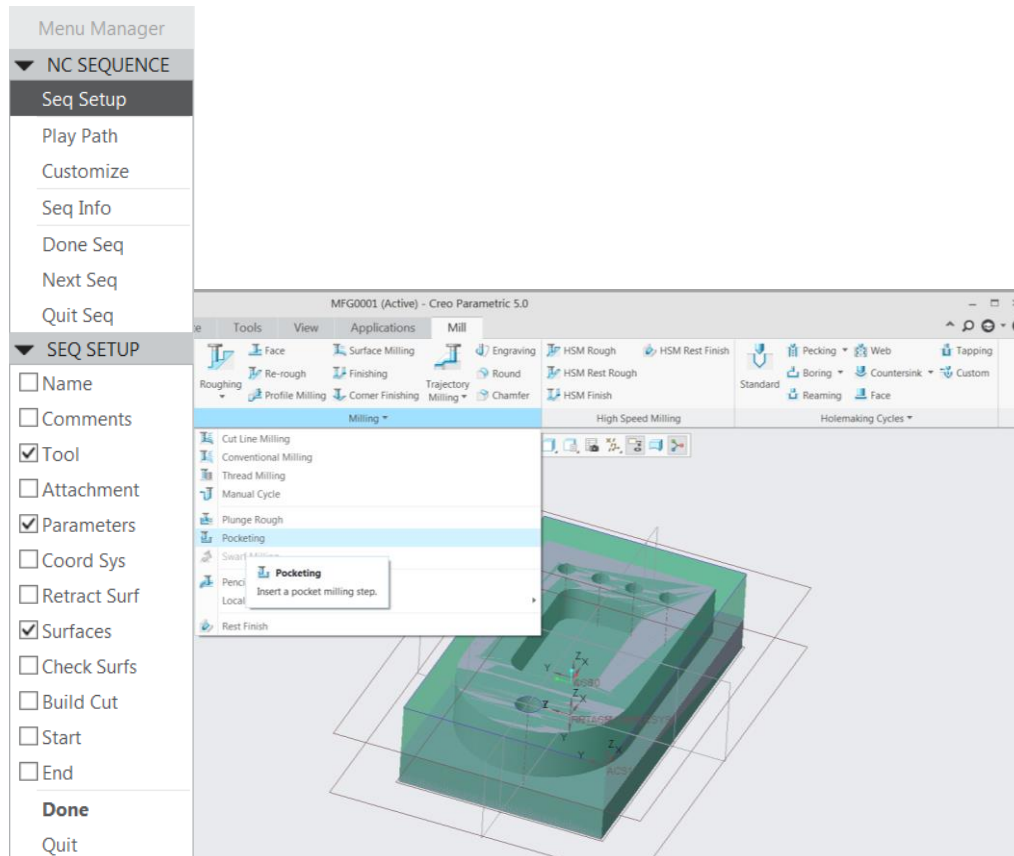 Menu Manager
NC SEQUENCE
Seq Setup
Play Path
Customize
Seq Info
Done Seq
Next Seq
Quit Seq
SEQ SETUP
Name
Comments
Tool
Attachment
Parameters
Coord Sys
Retract Surf
Surfaces
Check Surfs
Build Cut
Start
End
Done
Quit
MFG0001 (Active) - Creo Parametric 5.0
Tools View Applications Mill
Face Surface Milling Engraving HSM Rough HSM Rest Finish Pecking Web Tapping
Re-rough Finishing Round HSM Rest Rough Boring Countersink Custom
Roughing Trajectory Milling Standard
Profile Milling Corner Finishing Chamfer HSM Finish Reaming Face
Milling High Speed Milling Holemaking Cycles
Cut Line Milling
Conventional Milling
Thread Milling
Manual Cycle
Plunge Rough
Pocketing
Pocketing
Insert a pocket milling step.
Rest Finish
Z
X
Y
Z
X
Z
Y
Z
X
Y